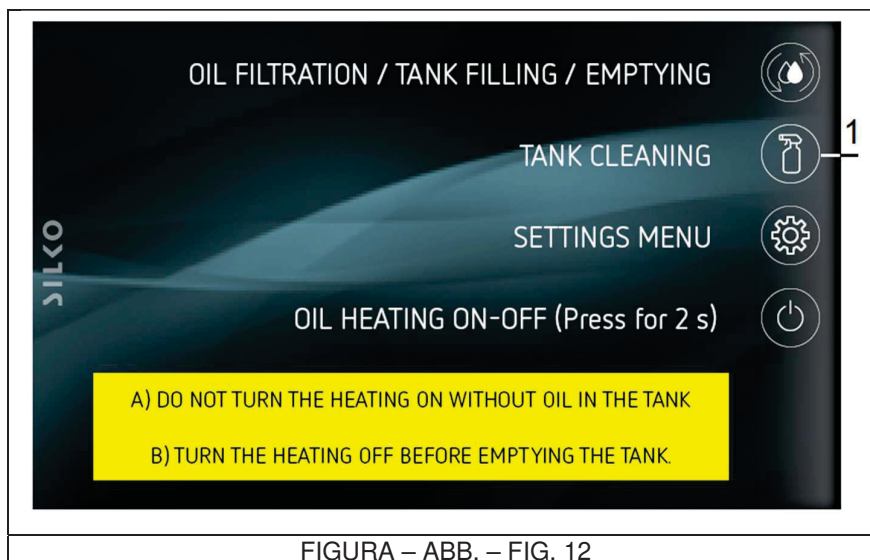 OIL FILTRATION / TANK FILLING / EMPTYING
1
TANK CLEANING
SETTINGS MENU
SILKO
OIL HEATING ON-OFF (Press for 2 s)
A) DO NOT TURN THE HEATING ON WITHOUT OIL IN THE TANK
B) TURN THE HEATING OFF BEFORE EMPTYING THE TANK.
FIGURA – ABB. – FIG. 12